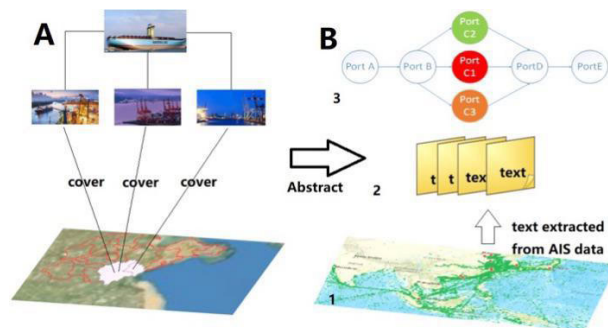 A
cover
cover
cover
Abstract
B
Port A
Port B
Port
C2
Port
C1
Port
C3
PortD
PortE
3
2
t
t
tex
text
text extracted
from AIS data
1